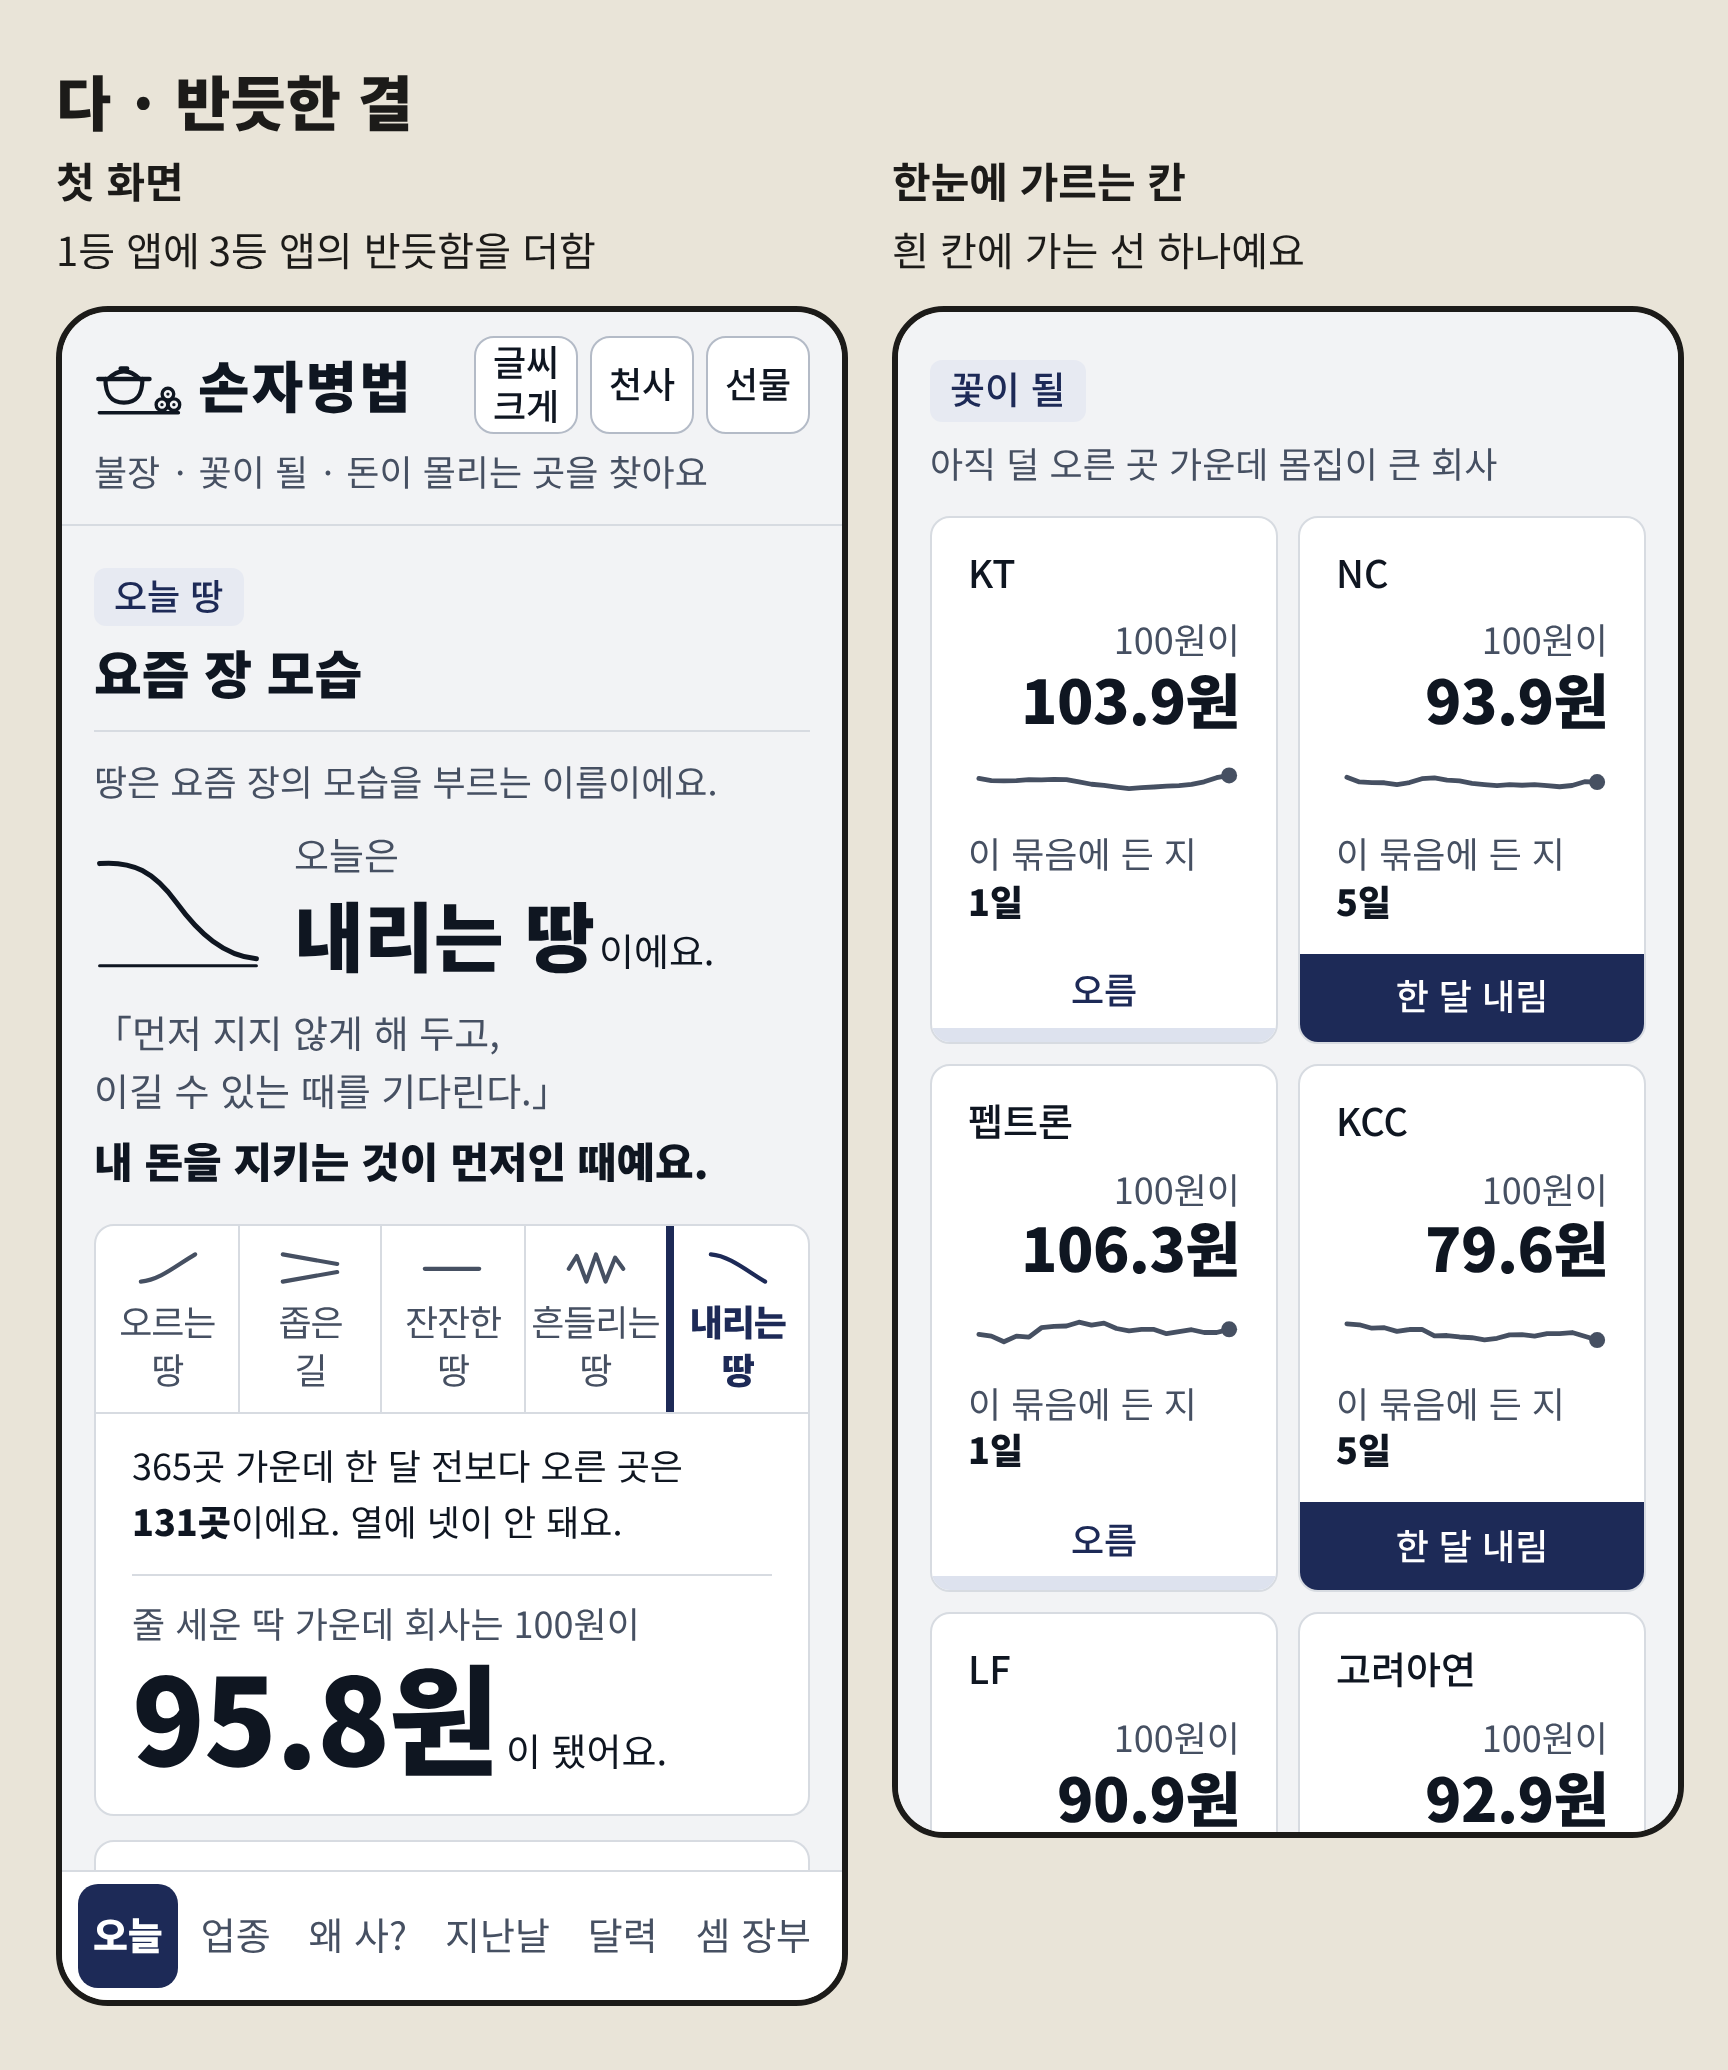 다 · 반듯한 결
첫 화면
1등 앱에 3등 앱의 반듯함을 더함
손자병법
글씨
크게
천사
선물
불장 · 꽃이 될 · 돈이 몰리는 곳을 찾아요
오늘 땅
요즘 장 모습
땅은 요즘 장의 모습을 부르는 이름이에요.
오늘은
내리는 땅이에요.
「먼저 지지 않게 해 두고,
이길 수 있는 때를 기다린다.」
내 돈을 지키는 것이 먼저인 때예요.
오르는
땅
좁은
길
잔잔한
땅
흔들리는
땅
내리는
땅
365곳 가운데 한 달 전보다 오른 곳은
131곳이에요. 열에 넷이 안 돼요.
줄 세운 딱 가운데 회사는 100원이
95.8원이 됐어요.
오늘
업종
왜 사?
지난날
달력
셈 장부
한눈에 가르는 칸
흰 칸에 가는 선 하나예요
꽃이 될
아직 덜 오른 곳 가운데 몸집이 큰 회사
KT
100원이
103.9원
이 묶음에 든 지
1일
오름
NC
100원이
93.9원
이 묶음에 든 지
5일
한 달 내림
펩트론
100원이
106.3원
이 묶음에 든 지
1일
오름
KCC
100원이
79.6원
이 묶음에 든 지
5일
한 달 내림
LF
100원이
90.9원
고려아연
100원이
92.9원